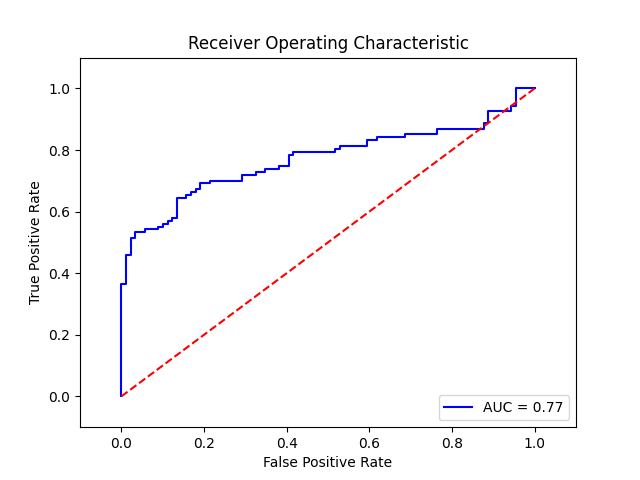 Receiver Operating Characteristic
True Positive Rate
1.0
0.8
0.6
0.4
0.2
0.0
AUC = 0.77
0.0 0.2 0.4 0.6 0.8 1.0
False Positive Rate